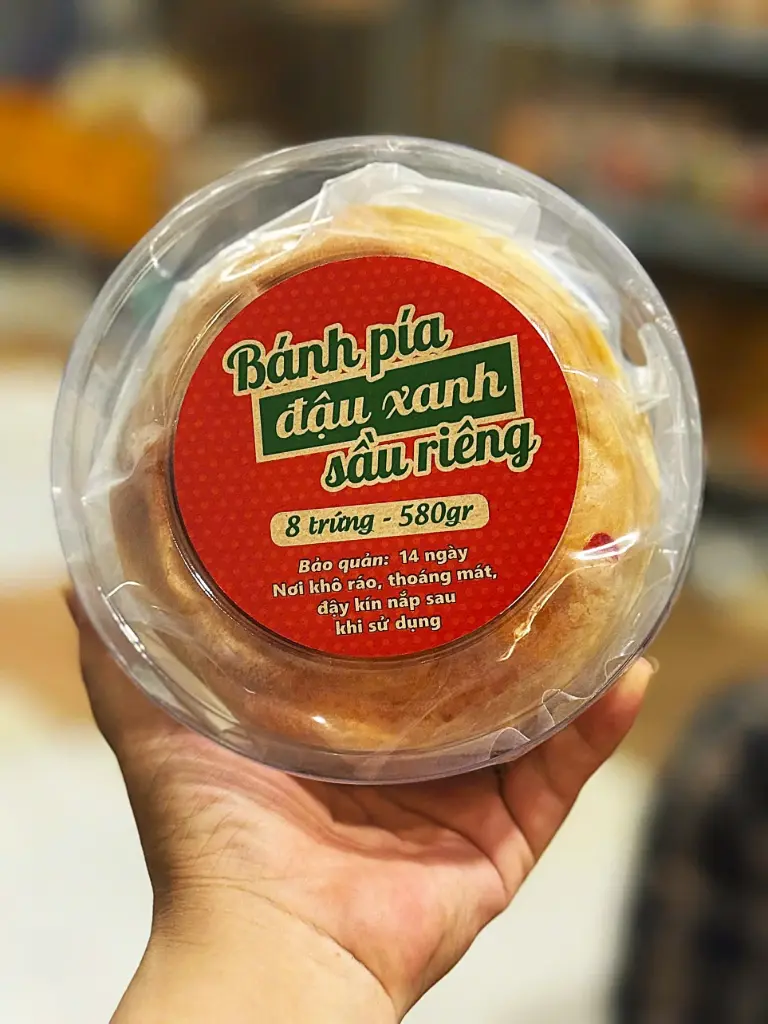 Bánh pía
đậu xanh
sầu riêng
8 trứng - 580gr
Bảo quản: 14 ngày
Nơi khô ráo, thoáng mát,
đậy kín nắp sau
khi sử dụng